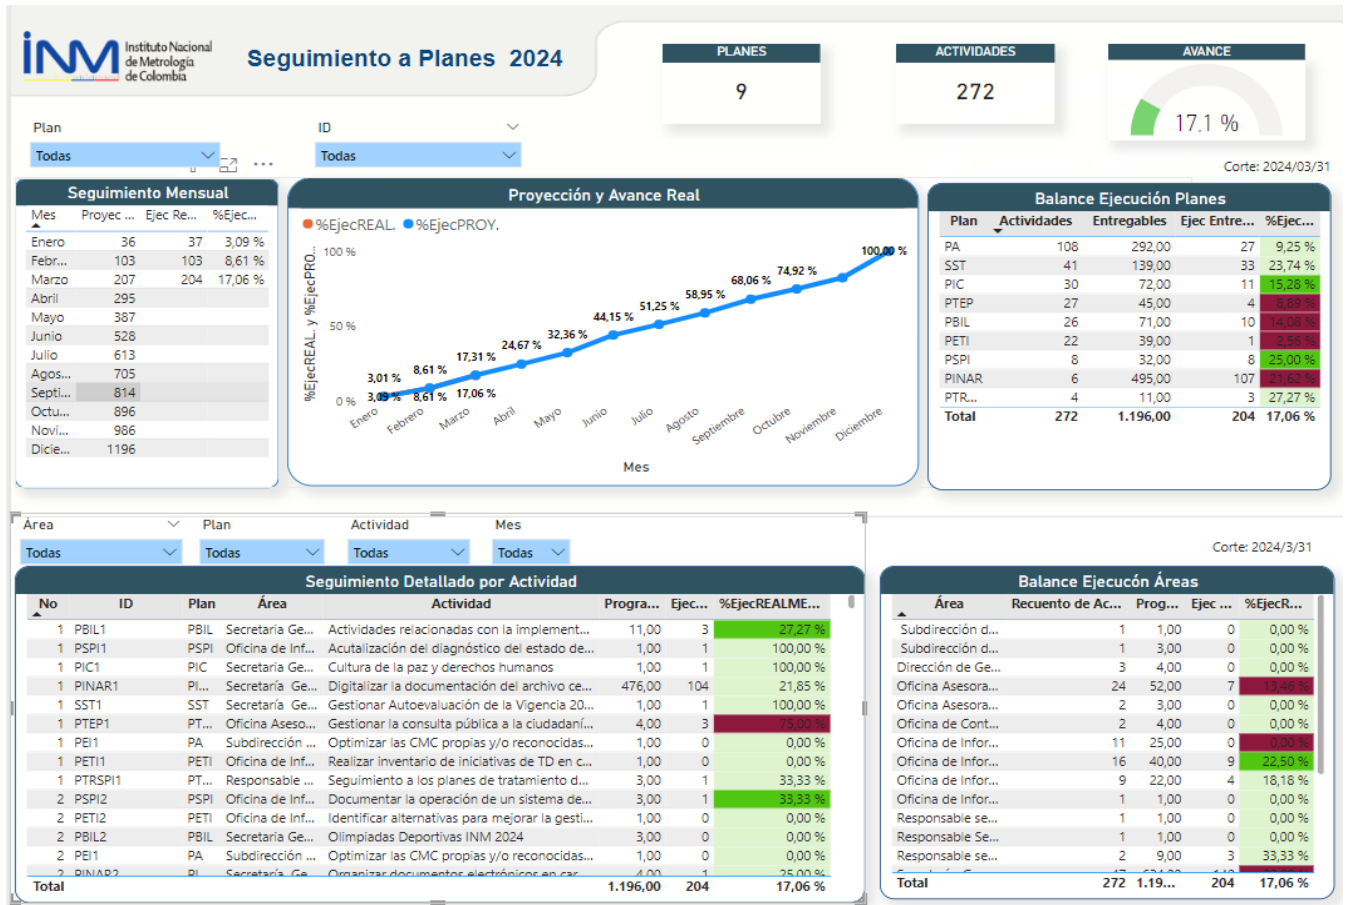 INM Instituto Nacional
de Metrología
de Colombia
Seguimiento a Planes 2024
PLANES
9
ACTIVIDADES
272
AVANCE
17,1 %
Corte: 2024/03/31
Plan
Todas
ID
Todas
Seguimiento Mensual
Mes Proyec ... Ejec Re... %Ejec...
Enero 36 37 3,09 %
Febr... 103 103 8,61 %
Marzo 207 204 17,06 %
Abril 295
Mayo 387
Junio 528
Julio 613
Agos... 705
Septi... 814
Octu... 896
Novi... 986
Dicie... 1196
Proyección y Avance Real
%EjecREAL. %EjecPROY.
%EjecREAL. y %EjecPRO...
100 %
50 %
0 %
3,01 % 8,61 % 17,31 % 24,67 % 32,36 % 44,15 % 51,25 % 58,95 % 68,06 % 74,92 % 100,00 %
3,09 % 8,61 % 17,06 %
Enero Febrero Marzo Abril Mayo Junio Julio Agosto Septiembre Octubre Noviembre Diciembre
Mes
Balance Ejecución Planes
Plan Actividades Entregables Ejec Entre... %Ejec...
PA 108 292,00 27 9,25 %
SST 41 139,00 33 23,74 %
PIC 30 72,00 11 15,28 %
PTEP 27 45,00 4 8,89 %
PBIL 26 71,00 10 14,08 %
PETI 22 39,00 1 2,56 %
PSPI 8 32,00 8 25,00 %
PINAR 6 495,00 107 21,62 %
PTR... 4 11,00 3 27,27 %
Total 272 1.196,00 204 17,06 %
Área
Todas
Plan
Todas
Actividad
Todas
Mes
Todas
Corte: 2024/3/31
Seguimiento Detallado por Actividad
No ID Plan Área Actividad Progra... Ejec... %EjecREALME...
1 PBIL1 PBIL Secretaria Ge... Actividades relacionadas con la implement... 11,00 3 27,27 %
1 PSPI1 PSPI Oficina de Inf... Acutalización del diagnóstico del estado de... 1,00 1 100,00 %
1 PIC1 PIC Secretaria Ge... Cultura de la paz y derechos humanos 1,00 1 100,00 %
1 PINAR1 PI... Secretaría Ge... Digitalizar la documentación del archivo ce... 476,00 104 21,85 %
1 SST1 SST Secretaría Ge... Gestionar Autoevaluación de la Vigencia 20... 1,00 1 100,00 %
1 PTEP1 PT... Oficina Aseso... Gestionar la consulta pública a la ciudadaní... 4,00 3 75,00 %
1 PEI1 PA Subdirección ... Optimizar las CMC propias y/o reconocidas... 1,00 0 0,00 %
1 PETI1 PETI Oficina de Inf... Realizar inventario de iniciativas de TD en c... 1,00 0 0,00 %
1 PTRSPI1 PT... Responsable ... Seguimiento a los planes de tratamiento d... 3,00 1 33,33 %
2 PSPI2 PSPI Oficina de Inf... Documentar la operación de un sistema de... 3,00 1 33,33 %
2 PETI2 PETI Oficina de Inf... Identificar alternativas para mejorar la gesti... 1,00 0 0,00 %
2 PBIL2 PBIL Secretaria Ge... Olimpiadas Deportivas INM 2024 3,00 0 0,00 %
2 PEI1 PA Subdirección ... Optimizar las CMC propias y/o reconocidas... 1,00 0 0,00 %
2 PINAR2 PI... Secretaría Ge... Organizar documentos electrónicos en car... 4,00 1 25,00 %
Total 1.196,00 204 17,06 %
Balance Ejecucón Áreas
Área Recuento de Ac... Prog... Ejec ... %EjecR...
Subdirección d... 1 1,00 0 0,00 %
Subdirección d... 1 3,00 0 0,00 %
Dirección de Ge... 3 4,00 0 0,00 %
Oficina Asesora... 24 52,00 7 13,46 %
Oficina Asesora... 2 3,00 0 0,00 %
Oficina de Cont... 2 4,00 0 0,00 %
Oficina de Infor... 11 25,00 0 0,00 %
Oficina de Infor... 16 40,00 9 22,50 %
Oficina de Infor... 9 22,00 4 18,18 %
Oficina de Infor... 1 1,00 0 0,00 %
Responsable se... 1 1,00 0 0,00 %
Responsable Se... 1 1,00 0 0,00 %
Responsable se... 2 9,00 3 33,33 %
Total 272 1.19... 204 17,06 %